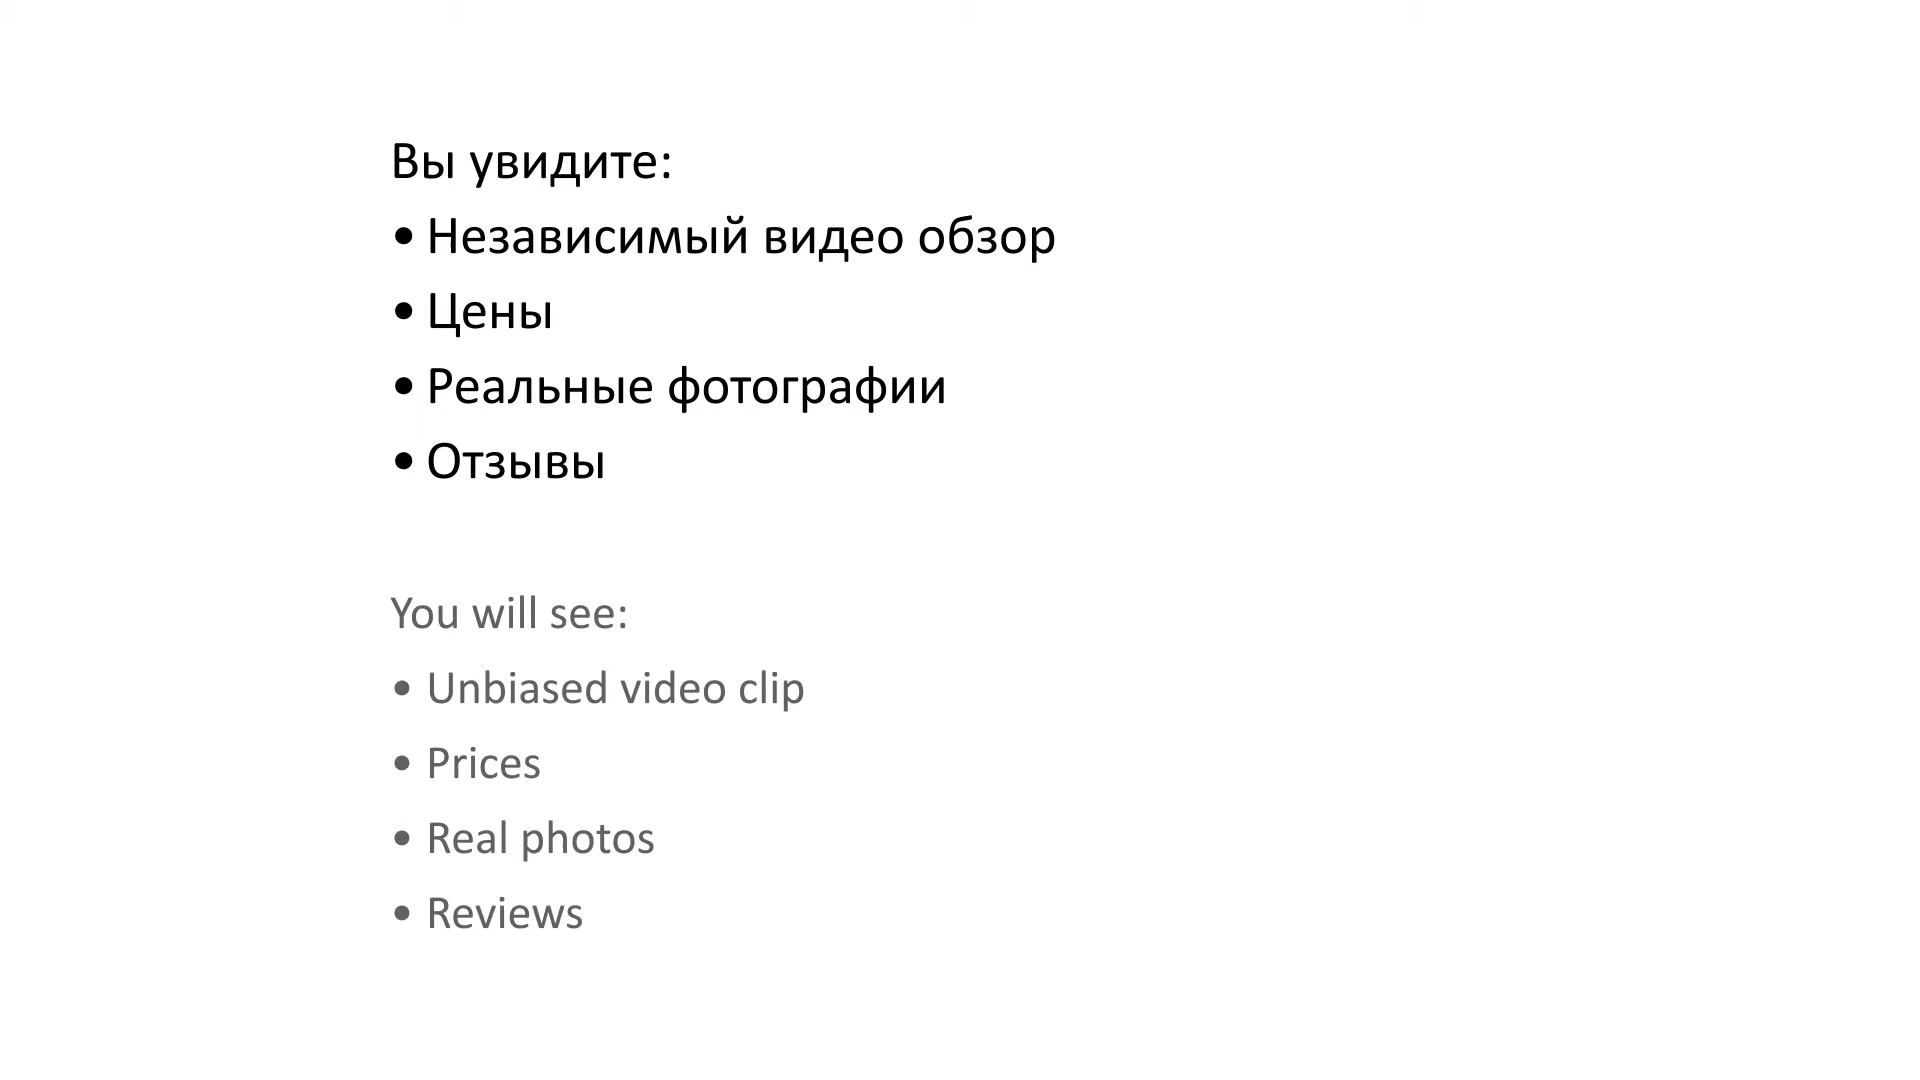 Вы увидите:
• Независимый видео обзор
• Цены
• Реальные фотографии
• Отзывы
You will see:
• Unbiased video clip
• Prices
• Real photos
• Reviews